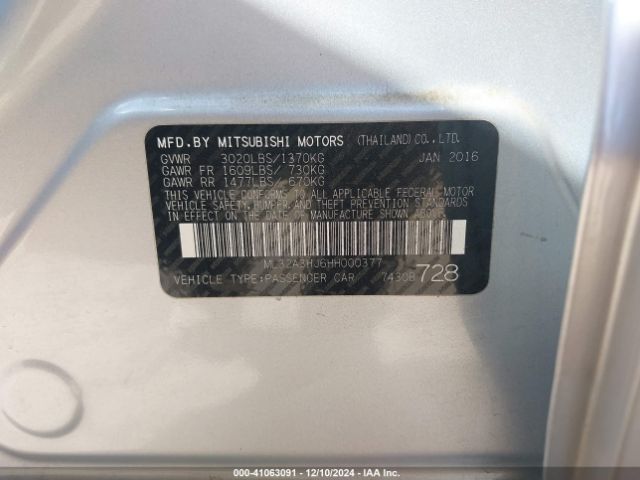 MFD.BY MITSUBISHI MOTORS (THAILAND) CO.,LTD.
GVWR 3020LBS/1370KG JAN 2016
GAWR FR 1609LBS/ 730KG
GAWR RR 1477LBS/ 670KG
THIS VEHICLE CONFORMS TO ALL APPLICABLE FEDERAL MOTOR
VEHICLE SAFETY, BUMPER, AND THEFT PREVENTION STANDARDS
IN EFFECT ON THE DATE OF MANUFACTURE SHOWN ABOVE.
ML32A3HJ6HH000377
VEHICLE TYPE:PASSENGER CAR 7430B 728
000-41063091 - 12/10/2024 - IAA Inc.